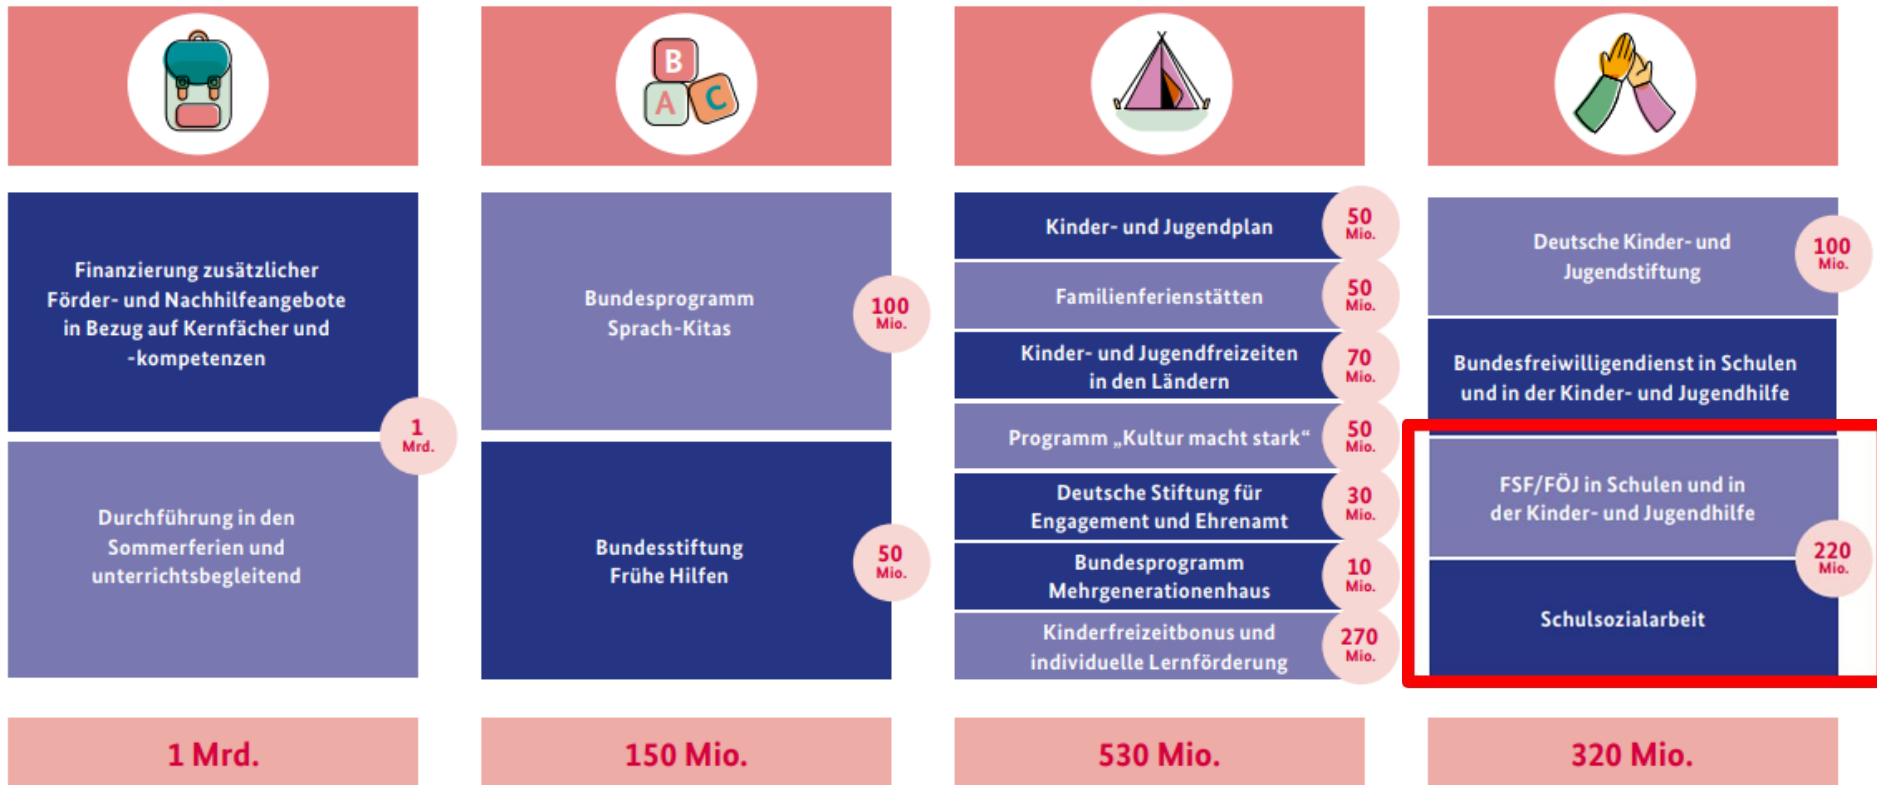 B
A C
Finanzierung zusätzlicher
Förder- und Nachhilfeangebote
in Bezug auf Kernfächer und
-kompetenzen
1
Mrd.
Durchführung in den
Sommerferien und
unterrichtsbegleitend
1 Mrd.
Bundesprogramm
Sprach-Kitas
100
Mio.
Bundesstiftung
Frühe Hilfen
50
Mio.
150 Mio.
Kinder- und Jugendplan
50
Mio.
Familienferienstätten
50
Mio.
Kinder- und Jugendfreizeiten
in den Ländern
70
Mio.
Programm „Kultur macht stark“
50
Mio.
Deutsche Stiftung für
Engagement und Ehrenamt
30
Mio.
Bundesprogramm
Mehrgenerationenhaus
10
Mio.
Kinderfreizeitbonus und
individuelle Lernförderung
270
Mio.
530 Mio.
Deutsche Kinder- und
Jugendstiftung
100
Mio.
Bundesfreiwilligendienst in Schulen
und in der Kinder- und Jugendhilfe
FSF/FÖJ in Schulen und in
der Kinder- und Jugendhilfe
220
Mio.
Schulsozialarbeit
320 Mio.